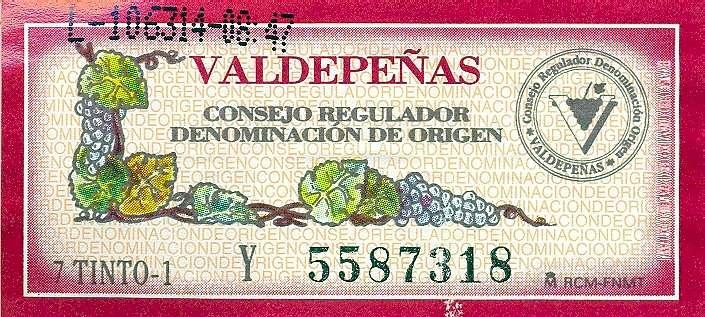 L-106314-08:47
VALDEPEÑAS
CONSEJO REGULADOR
DENOMINACIÓN DE ORIGEN
Consejo Regulador Denominación Origen
* VALDEPEÑAS *
7 TINTO-1
Y 5587318
M RCM-FNMT